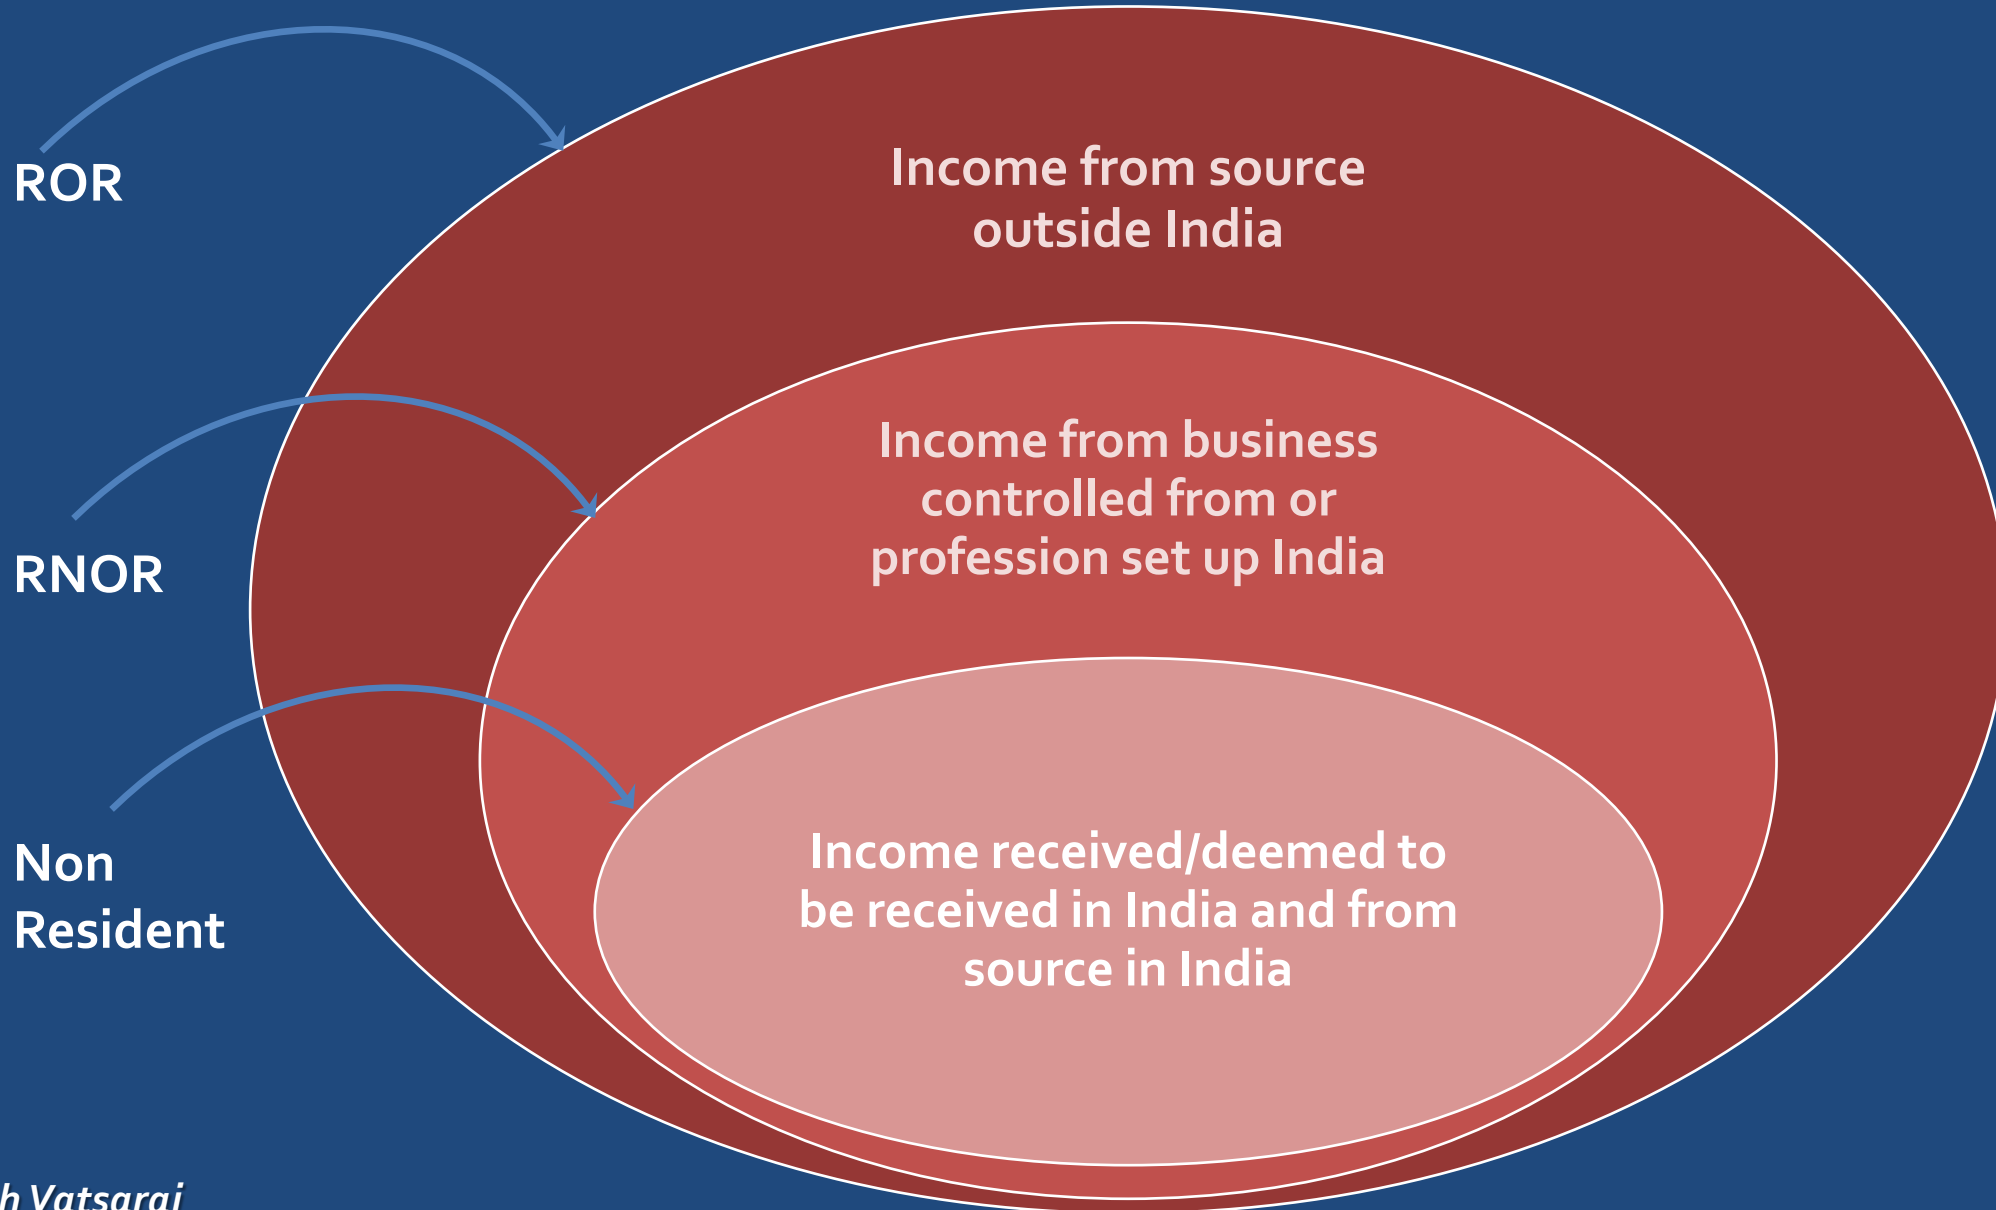 ROR
Income from source
outside India
RNOR
Income from business
controlled from or
profession set up India
Non
Resident
Income received/deemed to
be received in India and from
source in India
h Vatsaraj